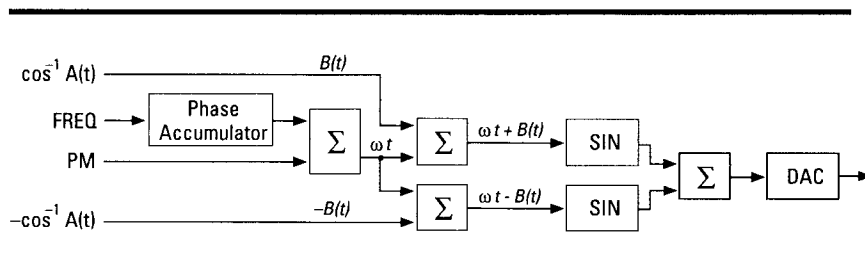 cos⁻¹ A(t)
B(t)
FREQ
Phase
Accumulator
Σ
ωt
PM
Σ
ωt + B(t)
SIN
Σ
DAC
−cos⁻¹ A(t)
−B(t)
Σ
ωt - B(t)
SIN